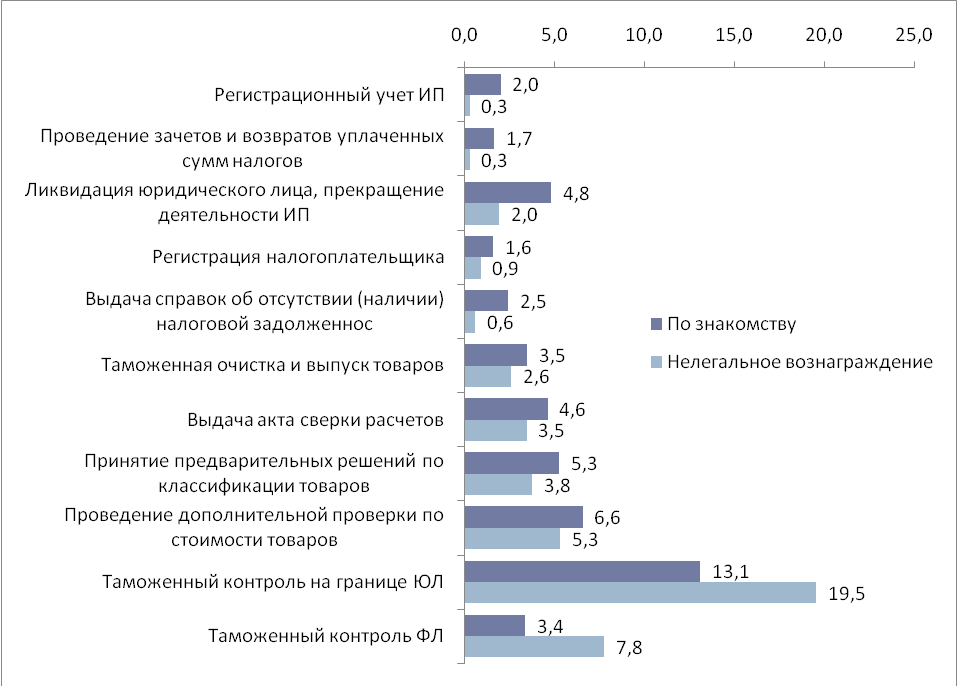 0,0 5,0 10,0 15,0 20,0 25,0
Регистрационный учет ИП
2,0
0,3
Проведение зачетов и возвратов уплаченных
сумм налогов
1,7
0,3
Ликвидация юридического лица, прекращение
деятельности ИП
4,8
2,0
Регистрация налогоплательщика
1,6
0,9
Выдача справок об отсутствии (наличии)
налоговой задолженнос
2,5
0,6
Таможенная очистка и выпуск товаров
3,5
2,6
Выдача акта сверки расчетов
4,6
3,5
Принятие предварительных решений по
классификации товаров
5,3
3,8
Проведение дополнительной проверки по
стоимости товаров
6,6
5,3
Таможенный контроль на границе ЮЛ
13,1
19,5
Таможенный контроль ФЛ
3,4
7,8
По знакомству
Нелегальное вознаграждение